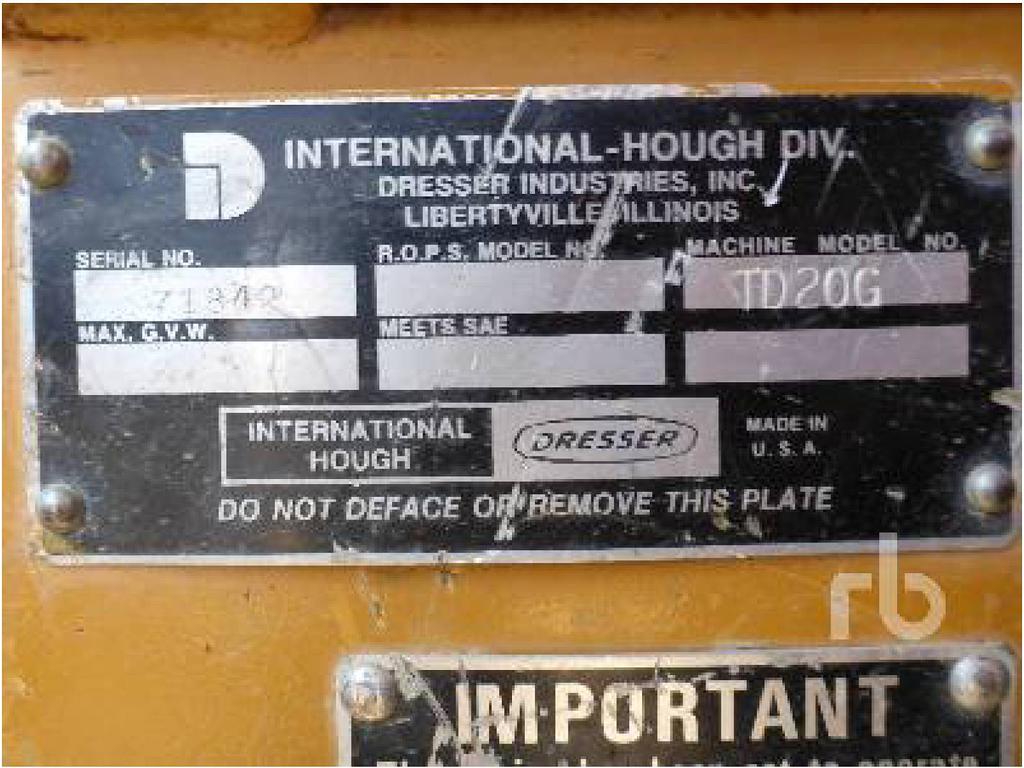 D INTERNATIONAL-HOUGH DIV.
DRESSER INDUSTRIES, INC.
LIBERTYVILLE, ILLINOIS
SERIAL NO. R.O.P.S. MODEL NO. MACHINE MODEL NO.
TD20G
MAX. G.V.W. MEETS SAE
INTERNATIONAL
HOUGH
DRESSER
MADE IN
U.S.A.
DO NOT DEFACE OR REMOVE THIS PLATE
rb
IMPORTANT